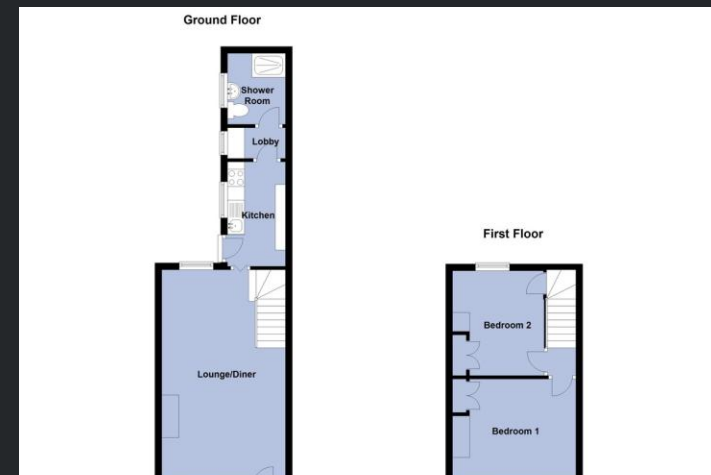 Ground Floor
Shower
Room
Lobby
Kitchen
Lounge/Diner
First Floor
Bedroom 2
Bedroom 1